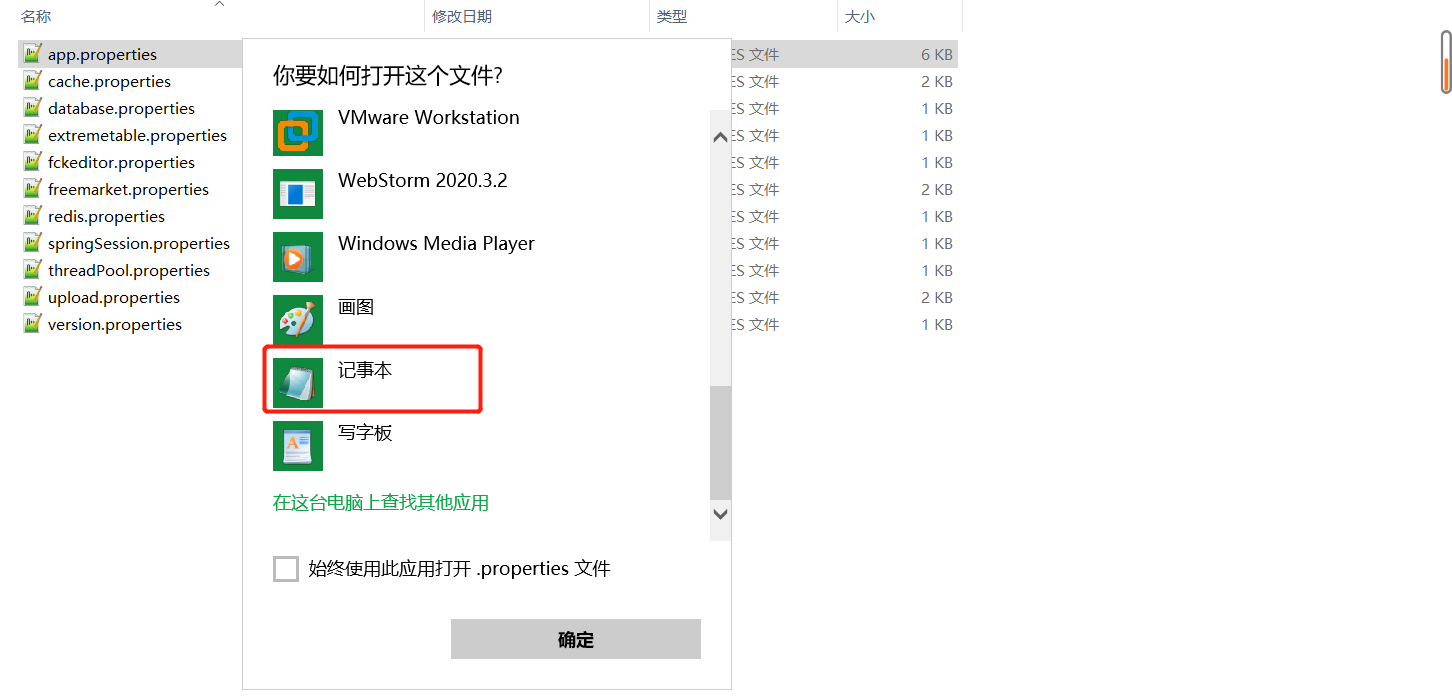 名称 修改日期 类型 大小
app.properties ES 文件 6 KB
cache.properties ES 文件 2 KB
database.properties ES 文件 1 KB
extremetable.properties ES 文件 1 KB
fckeditor.properties ES 文件 1 KB
freemarket.properties ES 文件 2 KB
redis.properties ES 文件 1 KB
springSession.properties ES 文件 1 KB
threadPool.properties ES 文件 1 KB
upload.properties ES 文件 2 KB
version.properties ES 文件 1 KB
你要如何打开这个文件?
VMware Workstation
WebStorm 2020.3.2
Windows Media Player
画图
记事本
写字板
在这台电脑上查找其他应用
始终使用此应用打开 .properties 文件
确定